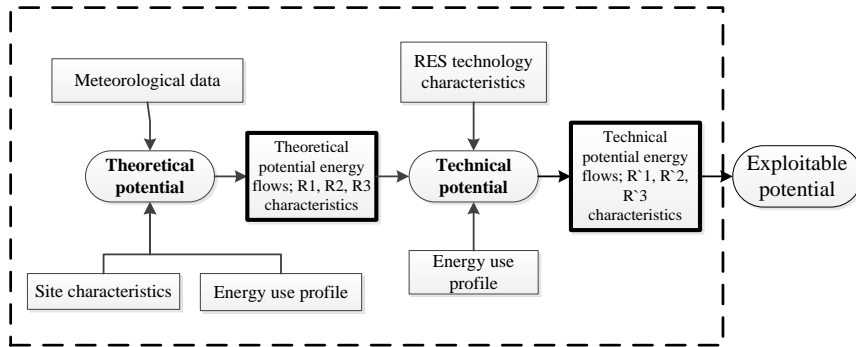 Meteorological data
RES technology
characteristics
Theoretical
potential
Theoretical
potential energy
flows; R1, R2, R3
characteristics
Technical
potential
Technical
potential energy
flows; R`1, R`2,
R`3
characteristics
Exploitable
potential
Site characteristics
Energy use profile
Energy use
profile